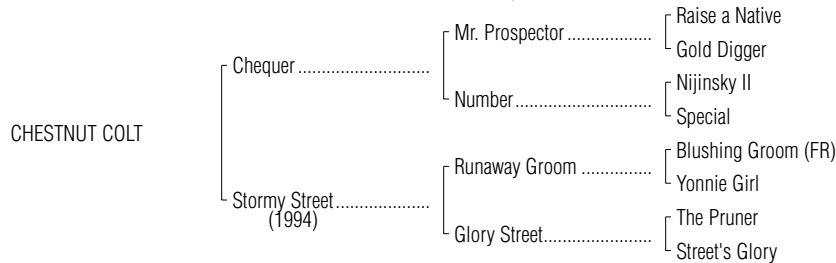 Raise a Native
Mr. Prospector ..................
Gold Digger
Chequer ............................
Nijinsky II
Number.............................
Special
CHESTNUT COLT
Blushing Groom (FR)
Runaway Groom ...............
Yonnie Girl
Stormy Street....................
(1994)
The Pruner
Glory Street.......................
Street's Glory